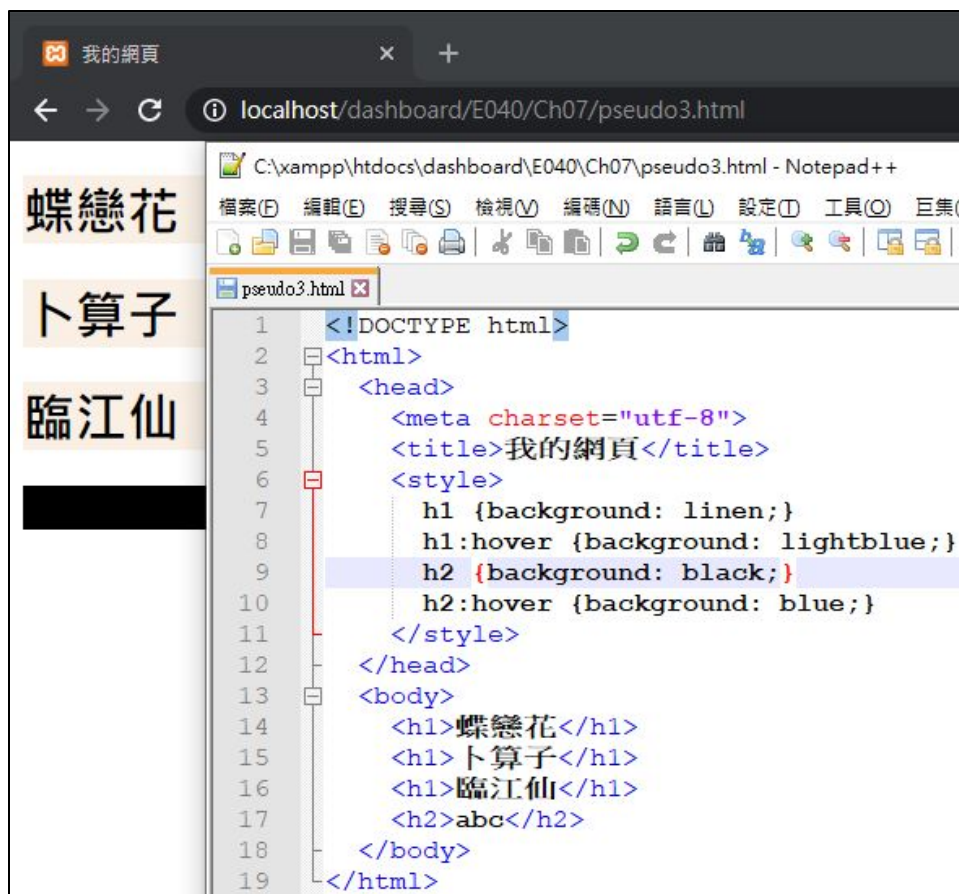 我的網頁
localhost/dashboard/E040/Ch07/pseudo3.html
蝶戀花
卜算子
臨江仙
C:\xampp\htdocs\dashboard\E040\Ch07\pseudo3.html - Notepad++
檔案(F) 編輯(E) 搜尋(S) 檢視(V) 編碼(N) 語言(L) 設定(T) 工具(O) 巨集(
pseudo3.html
1 <!DOCTYPE html>
2 <html>
3 <head>
4 <meta charset="utf-8">
5 <title>我的網頁</title>
6 <style>
7 h1 {background: linen;}
8 h1:hover {background: lightblue;}
9 h2 {background: black;}
10 h2:hover {background: blue;}
11 </style>
12 </head>
13 <body>
14 <h1>蝶戀花</h1>
15 <h1>卜算子</h1>
16 <h1>臨江仙</h1>
17 <h2>abc</h2>
18 </body>
19 </html>